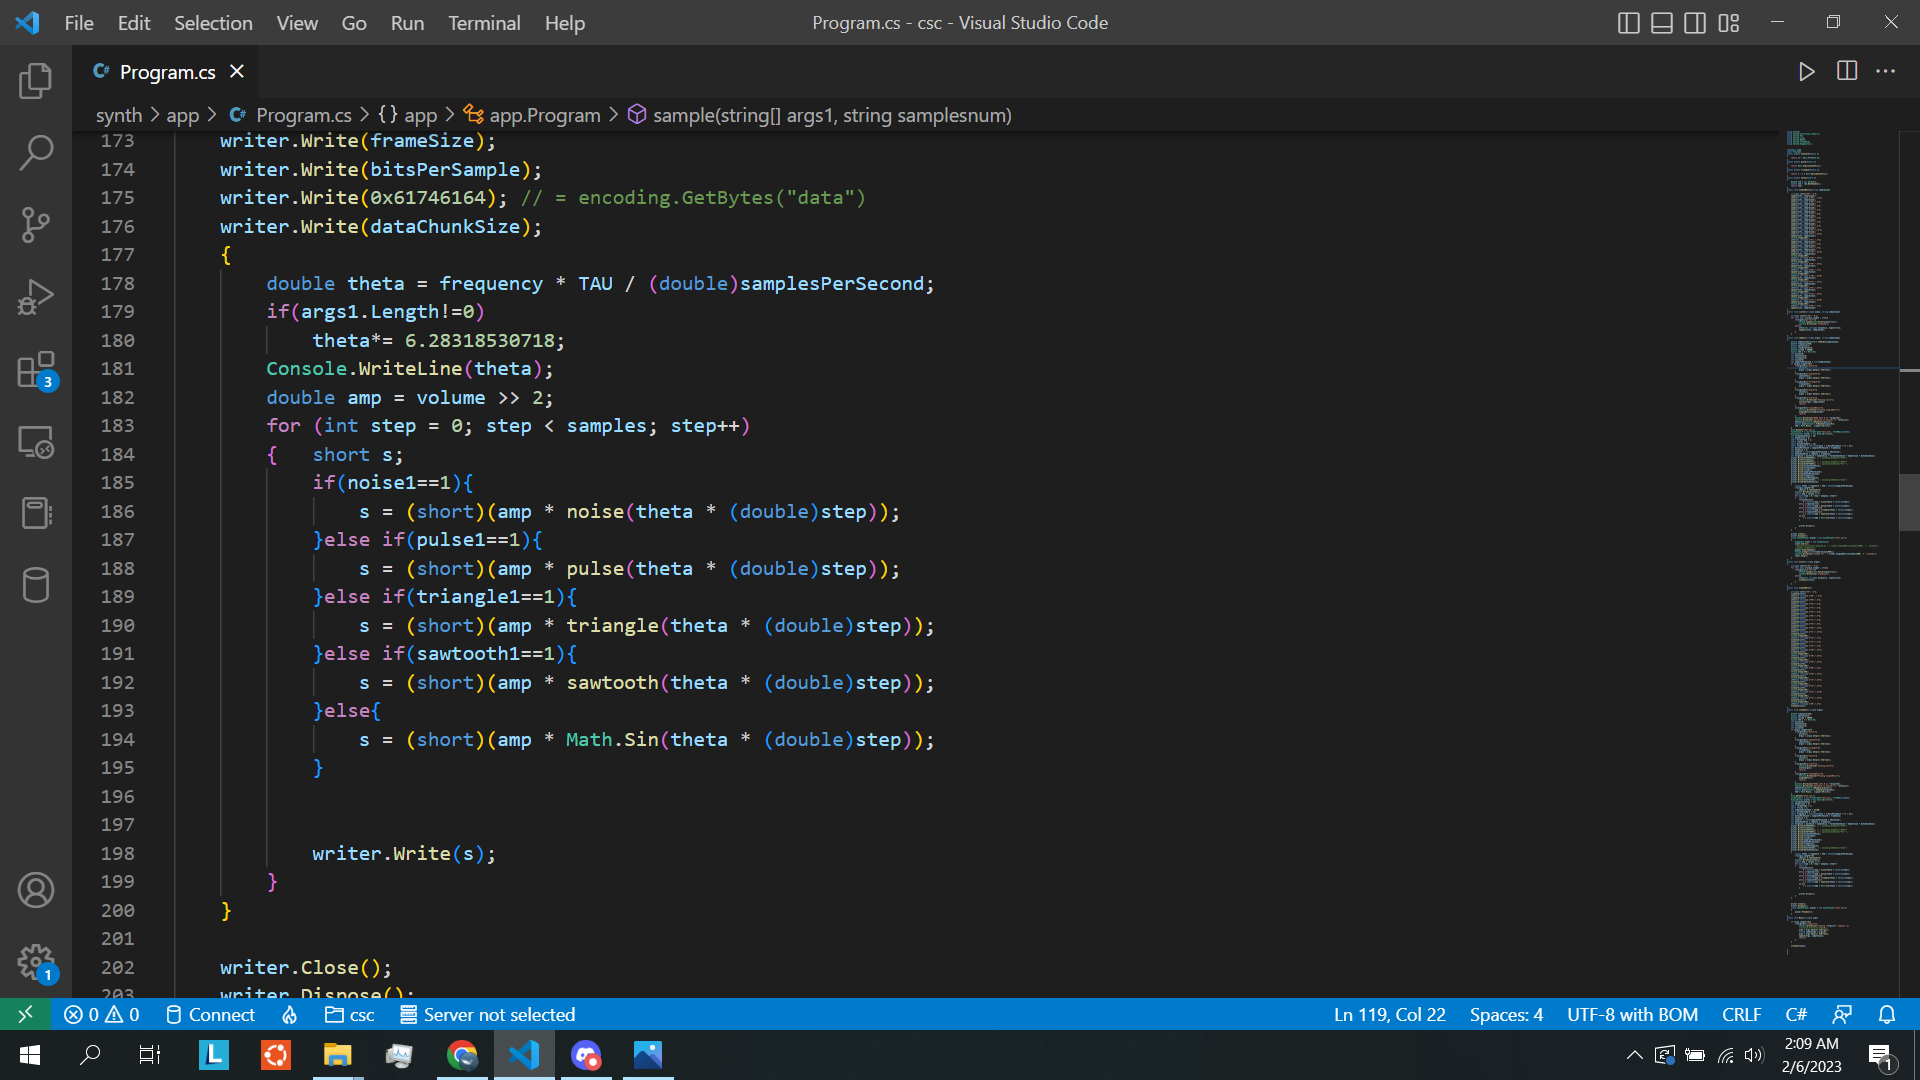 File Edit Selection View Go Run Terminal Help Program.cs - csc - Visual Studio Code
C# Program.cs
synth > app > C# Program.cs > {} app > app.Program > sample(string[] args1, string samplesnum)
173 writer.Write(frameSize);
174 writer.Write(bitsPerSample);
175 writer.Write(0x61746164); // = encoding.GetBytes("data")
176 writer.Write(dataChunkSize);
177 {
178 double theta = frequency * TAU / (double)samplesPerSecond;
179 if(args1.Length!=0)
180 theta*= 6.28318530718;
181 Console.WriteLine(theta);
182 double amp = volume >> 2;
183 for (int step = 0; step < samples; step++)
184 { short s;
185 if(noise1==1){
186 s = (short)(amp * noise(theta * (double)step));
187 }else if(pulse1==1){
188 s = (short)(amp * pulse(theta * (double)step));
189 }else if(triangle1==1){
190 s = (short)(amp * triangle(theta * (double)step));
191 }else if(sawtooth1==1){
192 s = (short)(amp * sawtooth(theta * (double)step));
193 }else{
194 s = (short)(amp * Math.Sin(theta * (double)step));
195 }
196
197
198 writer.Write(s);
199 }
200 }
201
202 writer.Close();
203 writer.Dispose();
3
1
0 0 Connect csc Server not selected Ln 119, Col 22 Spaces: 4 UTF-8 with BOM CRLF C#
L
2:09 AM
2/6/2023
1